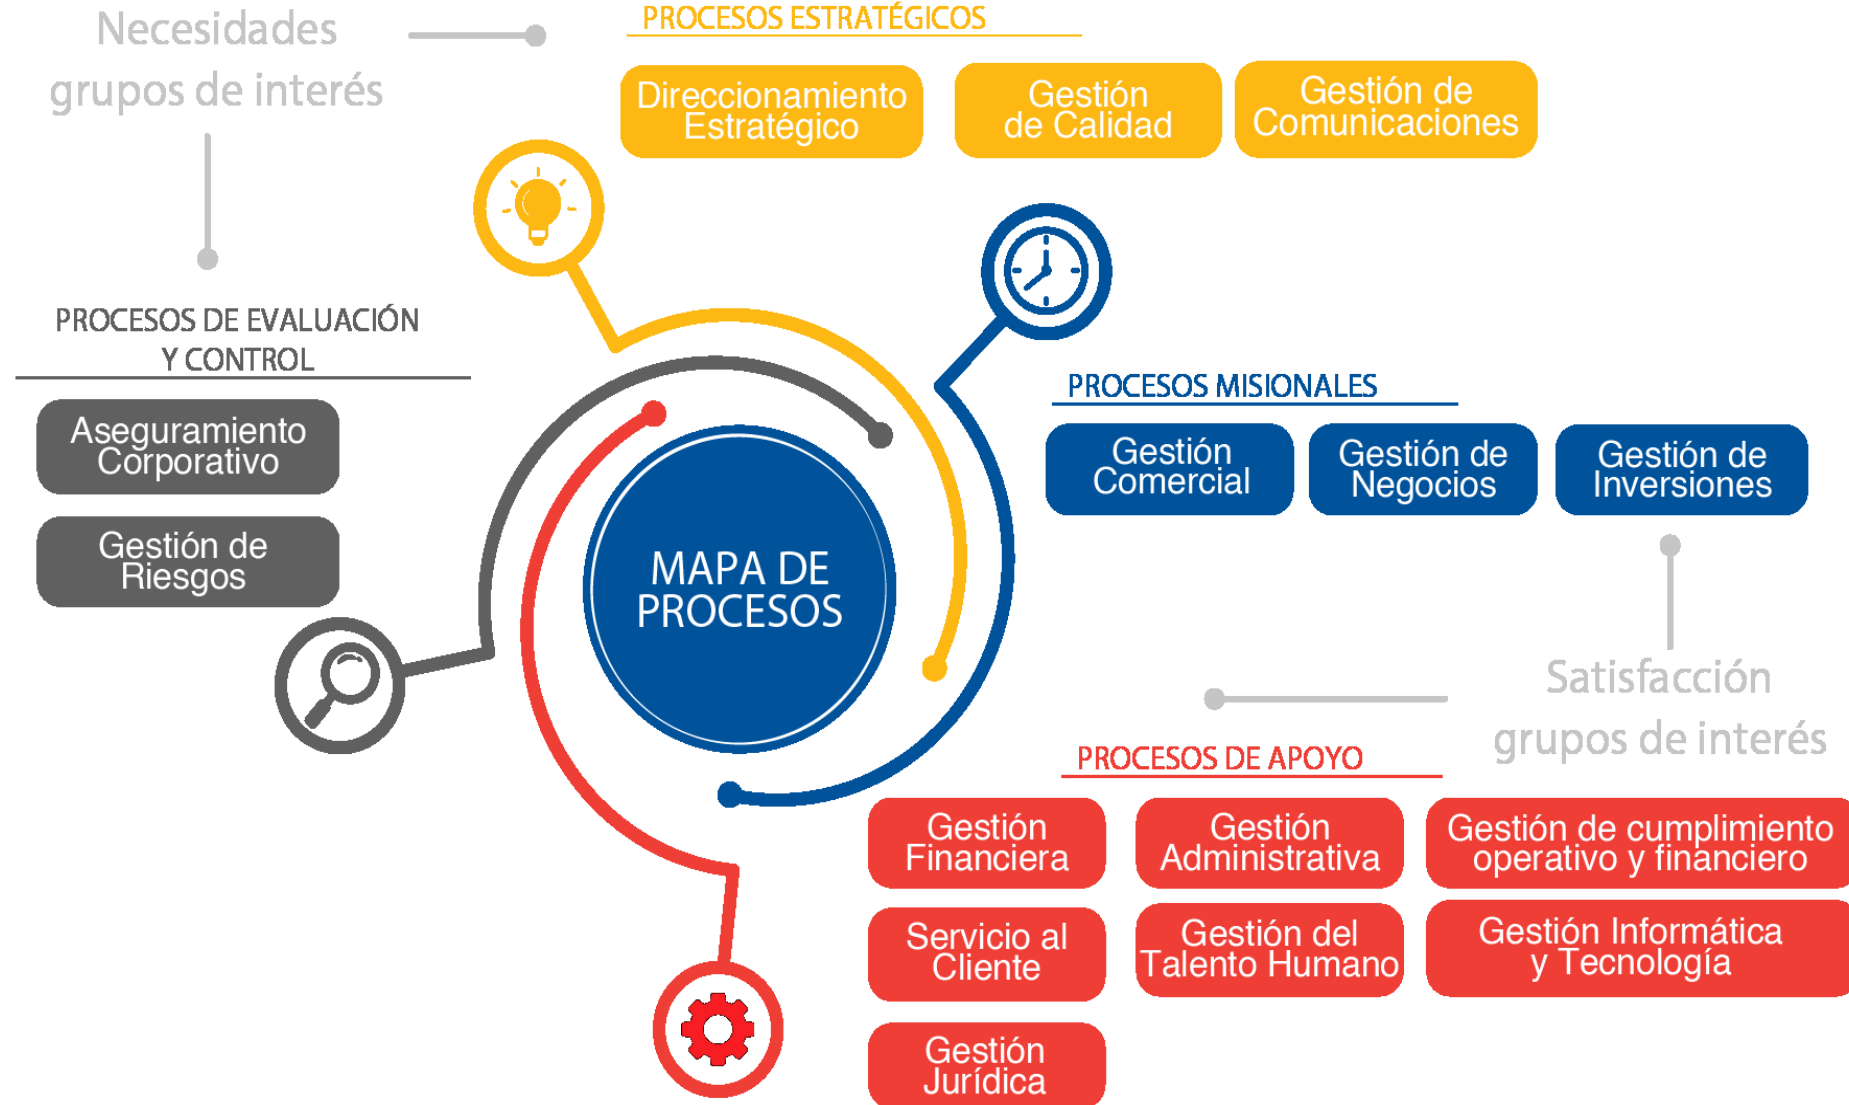 Necesidades
grupos de interés
PROCESOS ESTRATÉGICOS
Direccionamiento
Estratégico
Gestión
de Calidad
Gestión de
Comunicaciones
PROCESOS DE EVALUACIÓN
Y CONTROL
Aseguramiento
Corporativo
Gestión de
Riesgos
MAPA DE
PROCESOS
PROCESOS MISIONALES
Gestión
Comercial
Gestión de
Negocios
Gestión de
Inversiones
Satisfacción
grupos de interés
PROCESOS DE APOYO
Gestión
Financiera
Gestión
Administrativa
Gestión de cumplimiento
operativo y financiero
Servicio al
Cliente
Gestión del
Talento Humano
Gestión Informática
y Tecnología
Gestión
Jurídica